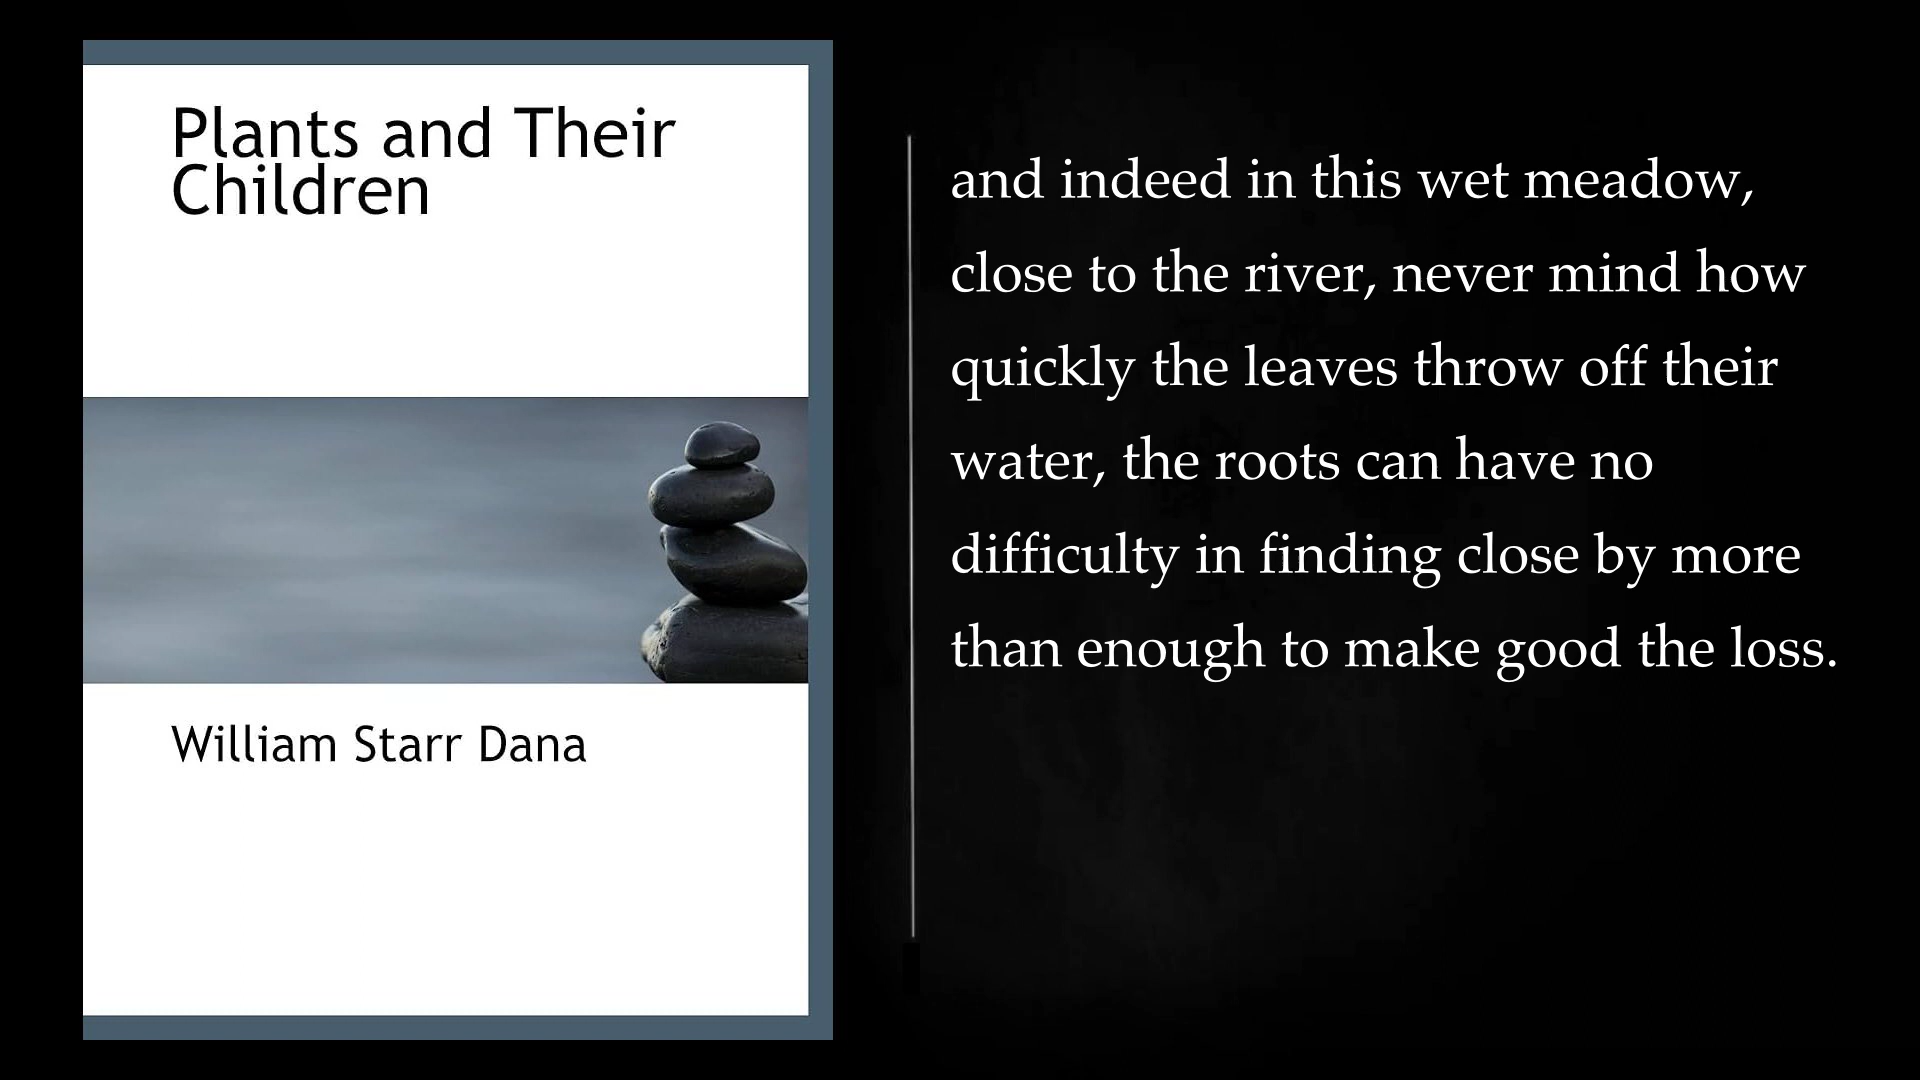 Plants and Their
Children
William Starr Dana
and indeed in this wet meadow,
close to the river, never mind how
quickly the leaves throw off their
water, the roots can have no
difficulty in finding close by more
than enough to make good the loss.